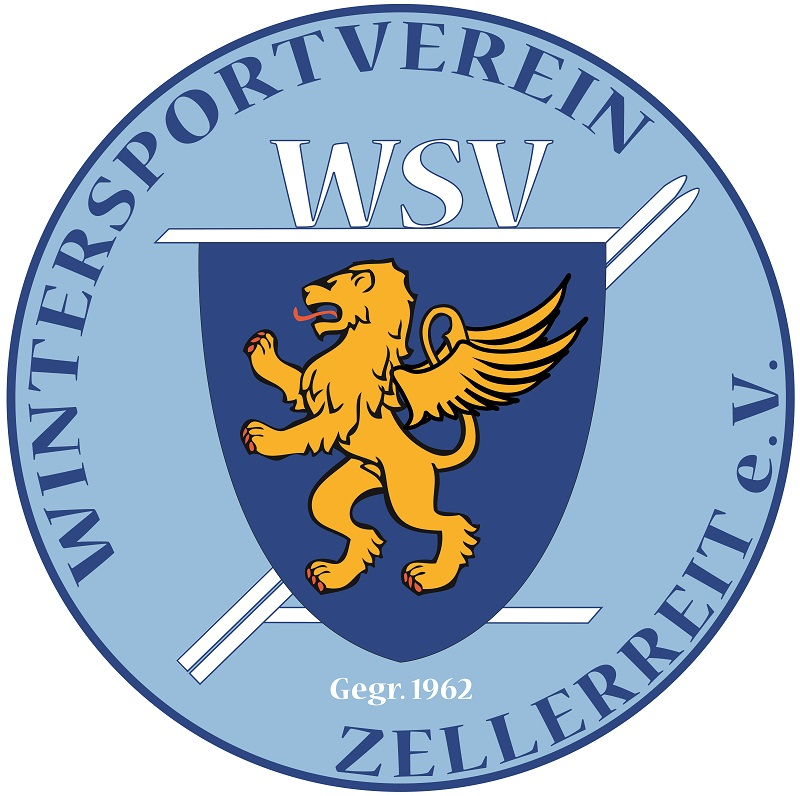 WINTERSPORTVEREIN
WSV
Gegr. 1962
ZELLERREIT e.V.